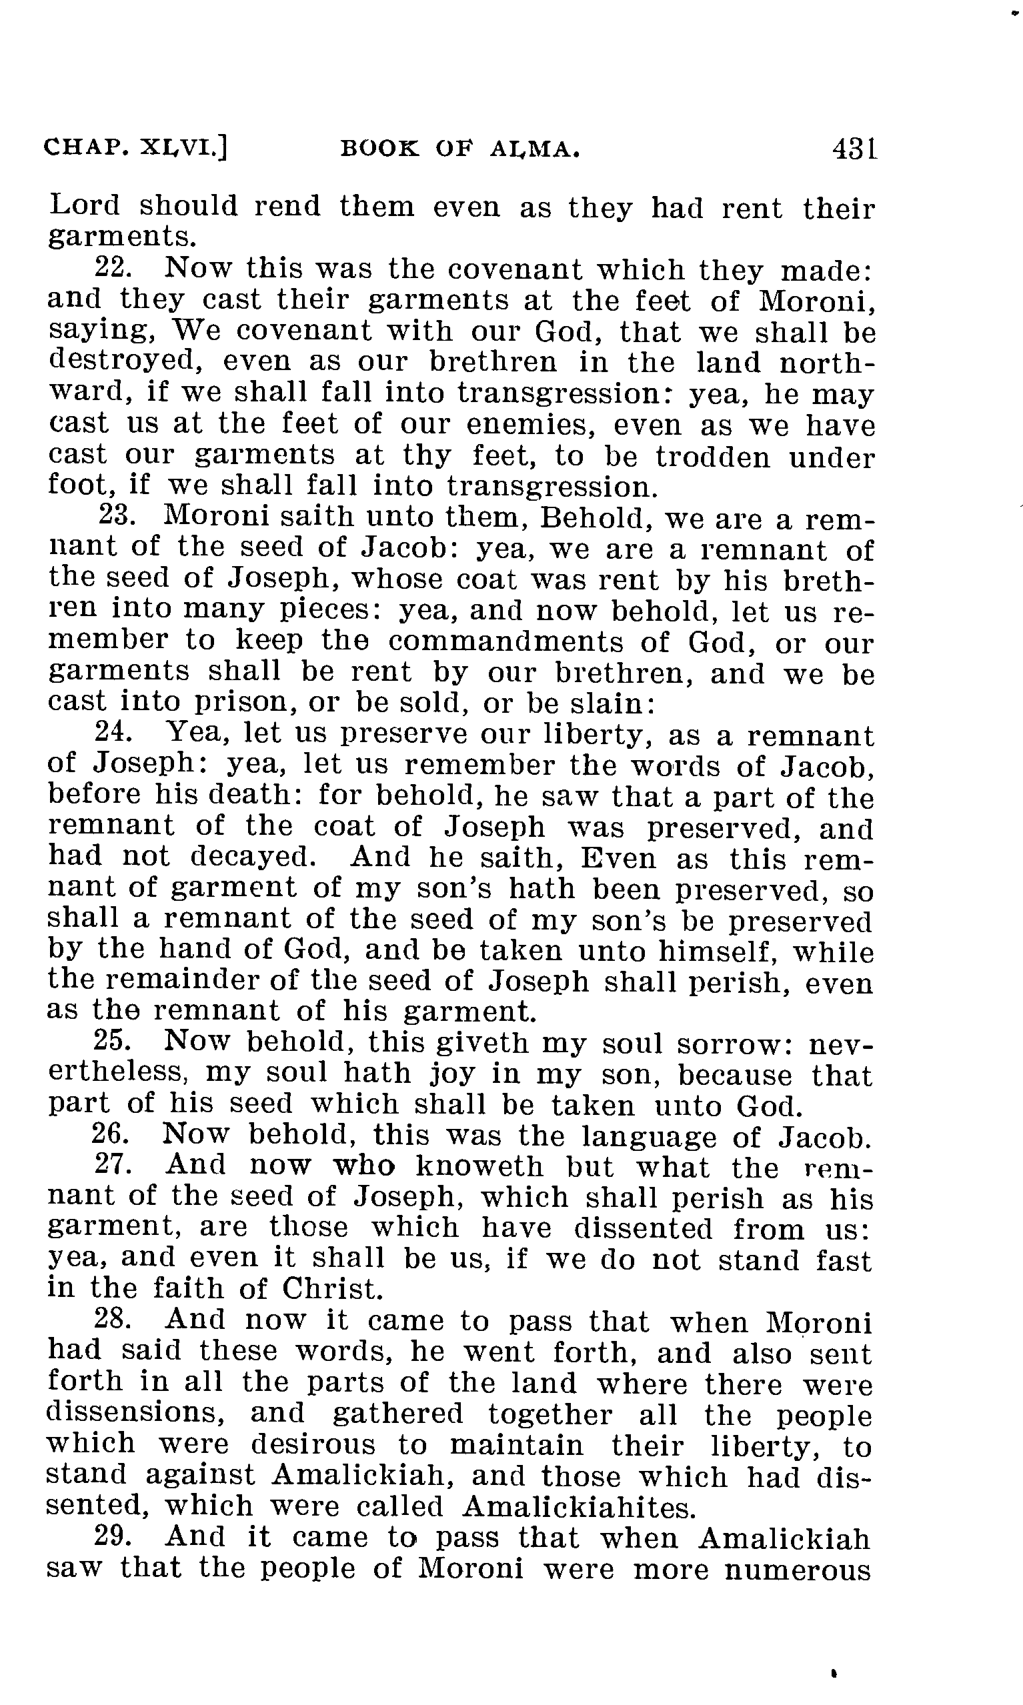 CHAP. XLVI.] BOOK OF ALMA. 431
Lord should rend them even as they had rent their
garments.
22. Now this was the covenant which they made:
and they cast their garments at the feet of Moroni,
saying, We covenant with our God, that we shall be
destroyed, even as our brethren in the land north-
ward, if we shall fall into transgression: yea, he may
cast us at the feet of our enemies, even as we have
cast our garments at thy feet, to be trodden under
foot, if we shall fall into transgression.
23. Moroni saith unto them, Behold, we are a rem-
nant of the seed of Jacob: yea, we are a remnant of
the seed of Joseph, whose coat was rent by his breth-
ren into many pieces: yea, and now behold, let us re-
member to keep the commandments of God, or our
garments shall be rent by our brethren, and we be
cast into prison, or be sold, or be slain:
24. Yea, let us preserve our liberty, as a remnant
of Joseph: yea, let us remember the words of Jacob,
before his death: for behold, he saw that a part of the
remnant of the coat of Joseph was preserved, and
had not decayed. And he saith, Even as this rem-
nant of garment of my son's hath been preserved, so
shall a remnant of the seed of my son's be preserved
by the hand of God, and be taken unto himself, while
the remainder of the seed of Joseph shall perish, even
as the remnant of his garment.
25. Now behold, this giveth my soul sorrow: nev-
ertheless, my soul hath joy in my son, because that
part of his seed which shall be taken unto God.
26. Now behold, this was the language of Jacob.
27. And now who knoweth but what the rem-
nant of the seed of Joseph, which shall perish as his
garment, are those which have dissented from us:
yea, and even it shall be us, if we do not stand fast
in the faith of Christ.
28. And now it came to pass that when Moroni
had said these words, he went forth, and also sent
forth in all the parts of the land where there were
dissensions, and gathered together all the people
which were desirous to maintain their liberty, to
stand against Amalickiah, and those which had dis-
sented, which were called Amalickiahites.
29. And it came to pass that when Amalickiah
saw that the people of Moroni were more numerous